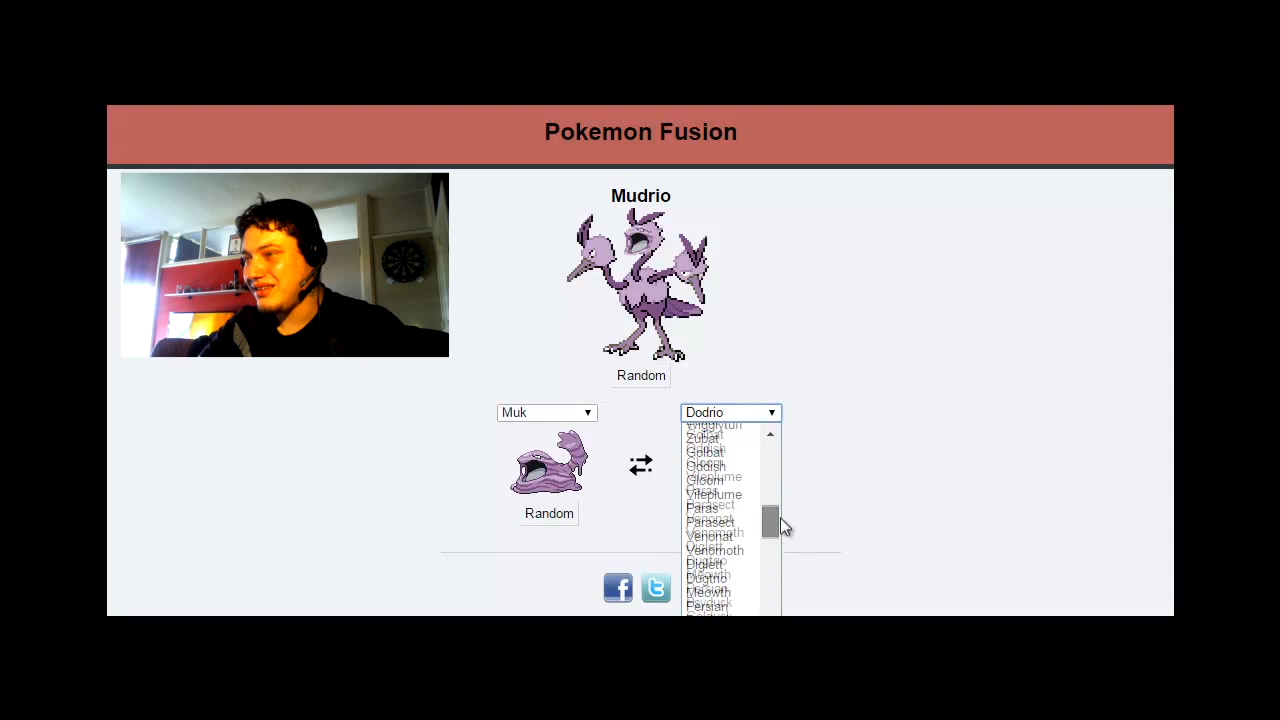 Pokemon Fusion
Mudrio
Random
Muk
Dodrio
Wigglytuff
Zubat
Golbat
Oddish
Gloom
Vileplume
Paras
Parasect
Venonat
Venomoth
Diglett
Dugtrio
Meowth
Persian
Random